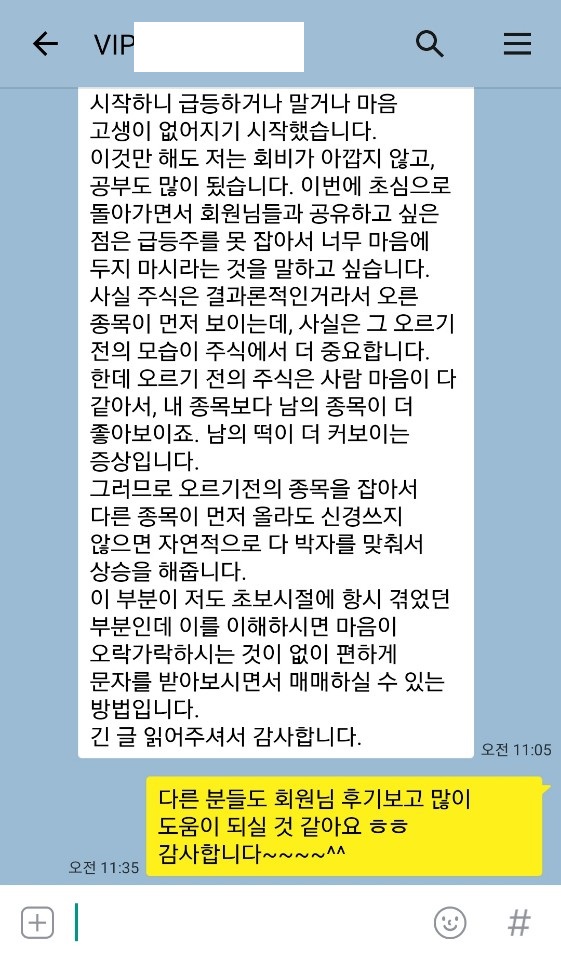 VIP
시작하니 급등하거나 말거나 마음
고생이 없어지기 시작했습니다.
이것만 해도 저는 회비가 아깝지 않고,
공부도 많이 됬습니다. 이번에 초심으로
돌아가면서 회원님들과 공유하고 싶은
점은 급등주를 못 잡아서 너무 마음에
두지 마시라는 것을 말하고 싶습니다.
사실 주식은 결과론적인거라서 오른
종목이 먼저 보이는데, 사실은 그 오르기
전의 모습이 주식에서 더 중요합니다.
한데 오르기 전의 주식은 사람 마음이 다
같아서, 내 종목보다 남의 종목이 더
좋아보이죠. 남의 떡이 더 커보이는
증상입니다.
그러므로 오르기전의 종목을 잡아서
다른 종목이 먼저 올라도 신경쓰지
않으면 자연적으로 다 박자를 맞춰서
상승을 해줍니다.
이 부분이 저도 초보시절에 항시 겪었던
부분인데 이를 이해하시면 마음이
오락가락하시는 것이 없이 편하게
문자를 받아보시면서 매매하실 수 있는
방법입니다.
긴 글 읽어주셔서 감사합니다.
오전 11:05
다른 분들도 회원님 후기보고 많이
도움이 되실 것 같아요 ㅎㅎ
감사합니다~~~~^^
오전 11:35
#